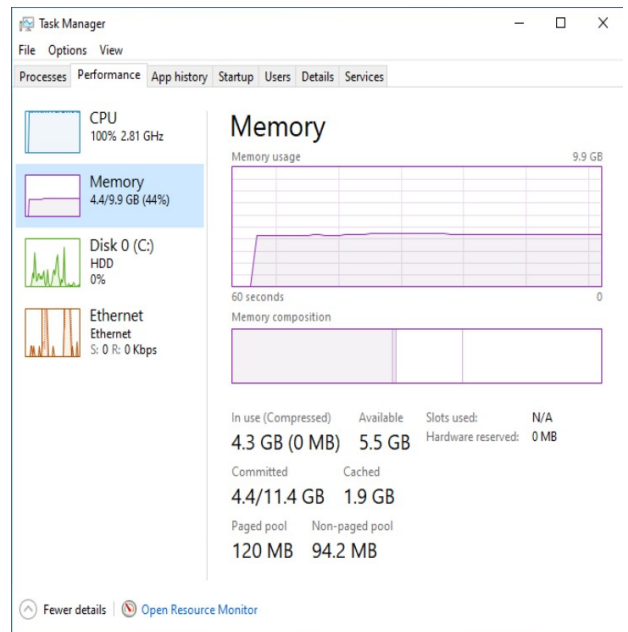 Task Manager
File Options View
Processes Performance App history Startup Users Details Services
CPU
100% 2.81 GHz
Memory
4.4/9.9 GB (44%)
Disk 0 (C:)
HDD
0%
Ethernet
Ethernet
S: 0 R: 0 Kbps
Memory
Memory usage 9.9 GB
60 seconds 0
Memory composition
In use (Compressed) Available Slots used: N/A
4.3 GB (0 MB) 5.5 GB Hardware reserved: 0 MB
Committed Cached
4.4/11.4 GB 1.9 GB
Paged pool Non-paged pool
120 MB 94.2 MB
Fewer details Open Resource Monitor